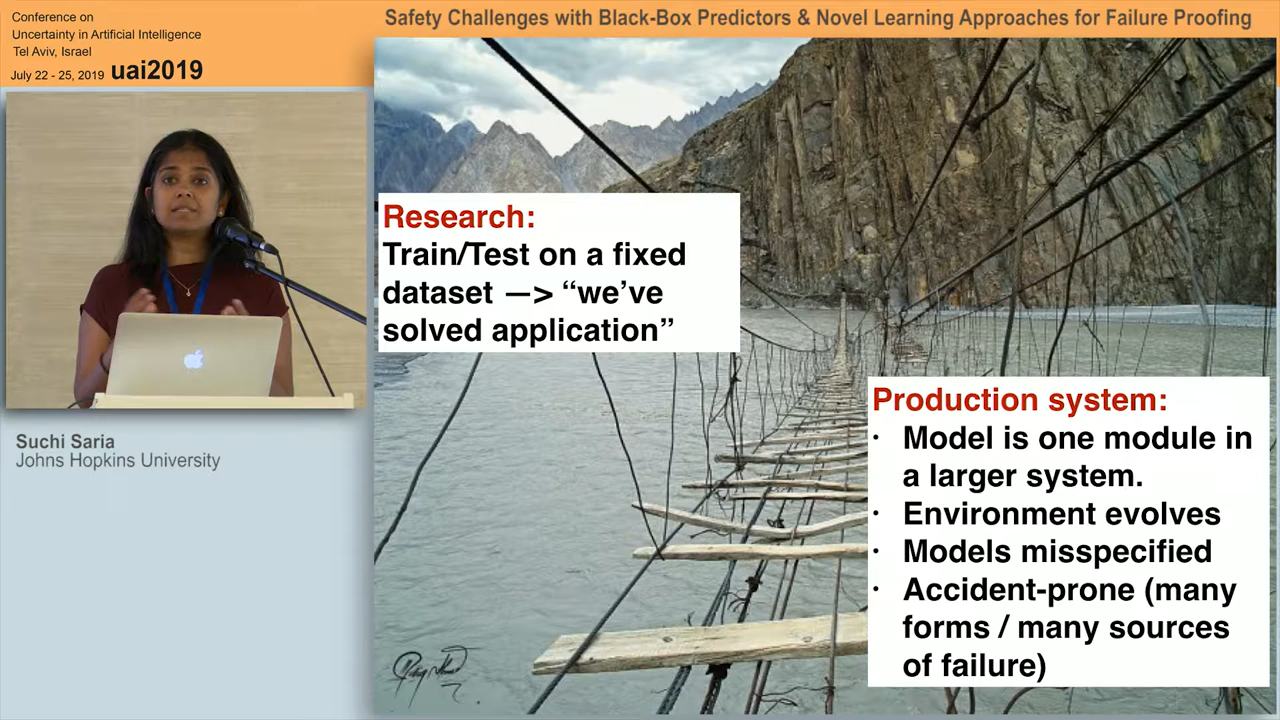 Conference on
Uncertainty in Artificial Intelligence
Tel Aviv, Israel
July 22 - 25, 2019 uai2019
Safety Challenges with Black-Box Predictors & Novel Learning Approaches for Failure Proofing
Suchi Saria
Johns Hopkins University
Research:
Train/Test on a fixed
dataset —> “we’ve
solved application”
Production system:
· Model is one module in
a larger system.
· Environment evolves
· Models misspecified
· Accident-prone (many
forms / many sources
of failure)